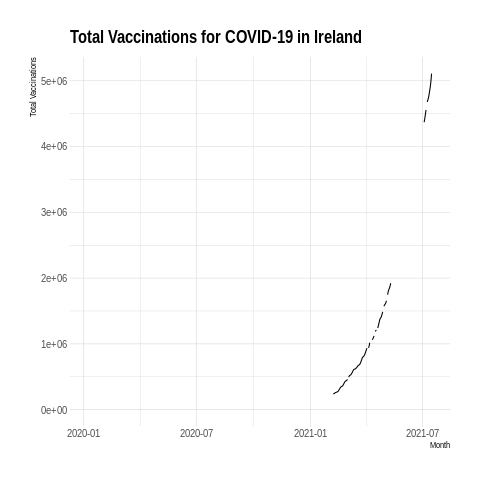 Total Vaccinations for COVID-19 in Ireland
Total Vaccinations
5e+06
4e+06
3e+06
2e+06
1e+06
0e+00
2020-01 2020-07 2021-01 2021-07
Month